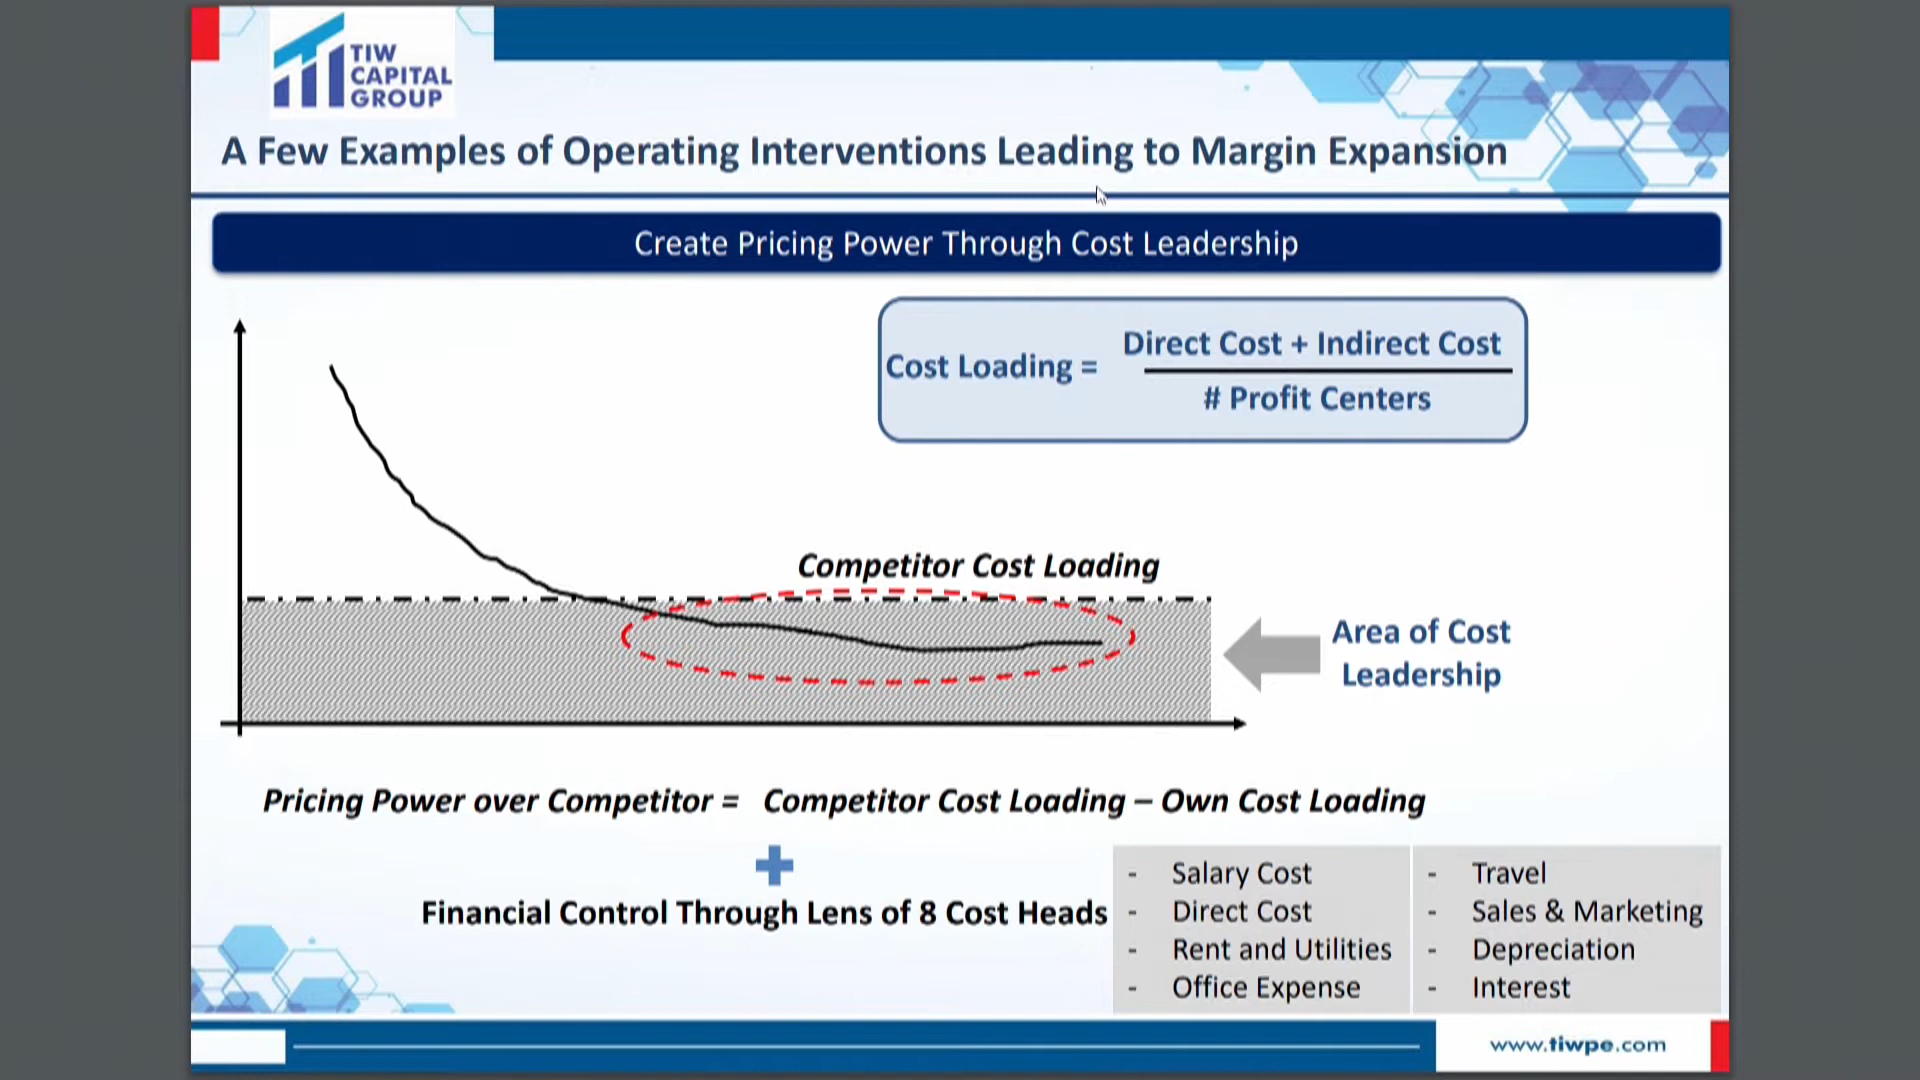 TIW
CAPITAL
GROUP
A Few Examples of Operating Interventions Leading to Margin Expansion
Create Pricing Power Through Cost Leadership
Cost Loading =
Direct Cost + Indirect Cost
# Profit Centers
Competitor Cost Loading
Area of Cost
Leadership
Pricing Power over Competitor = Competitor Cost Loading – Own Cost Loading
Financial Control Through Lens of 8 Cost Heads
- Salary Cost
- Direct Cost
- Rent and Utilities
- Office Expense
- Travel
- Sales & Marketing
- Depreciation
- Interest
www.tiwpe.com